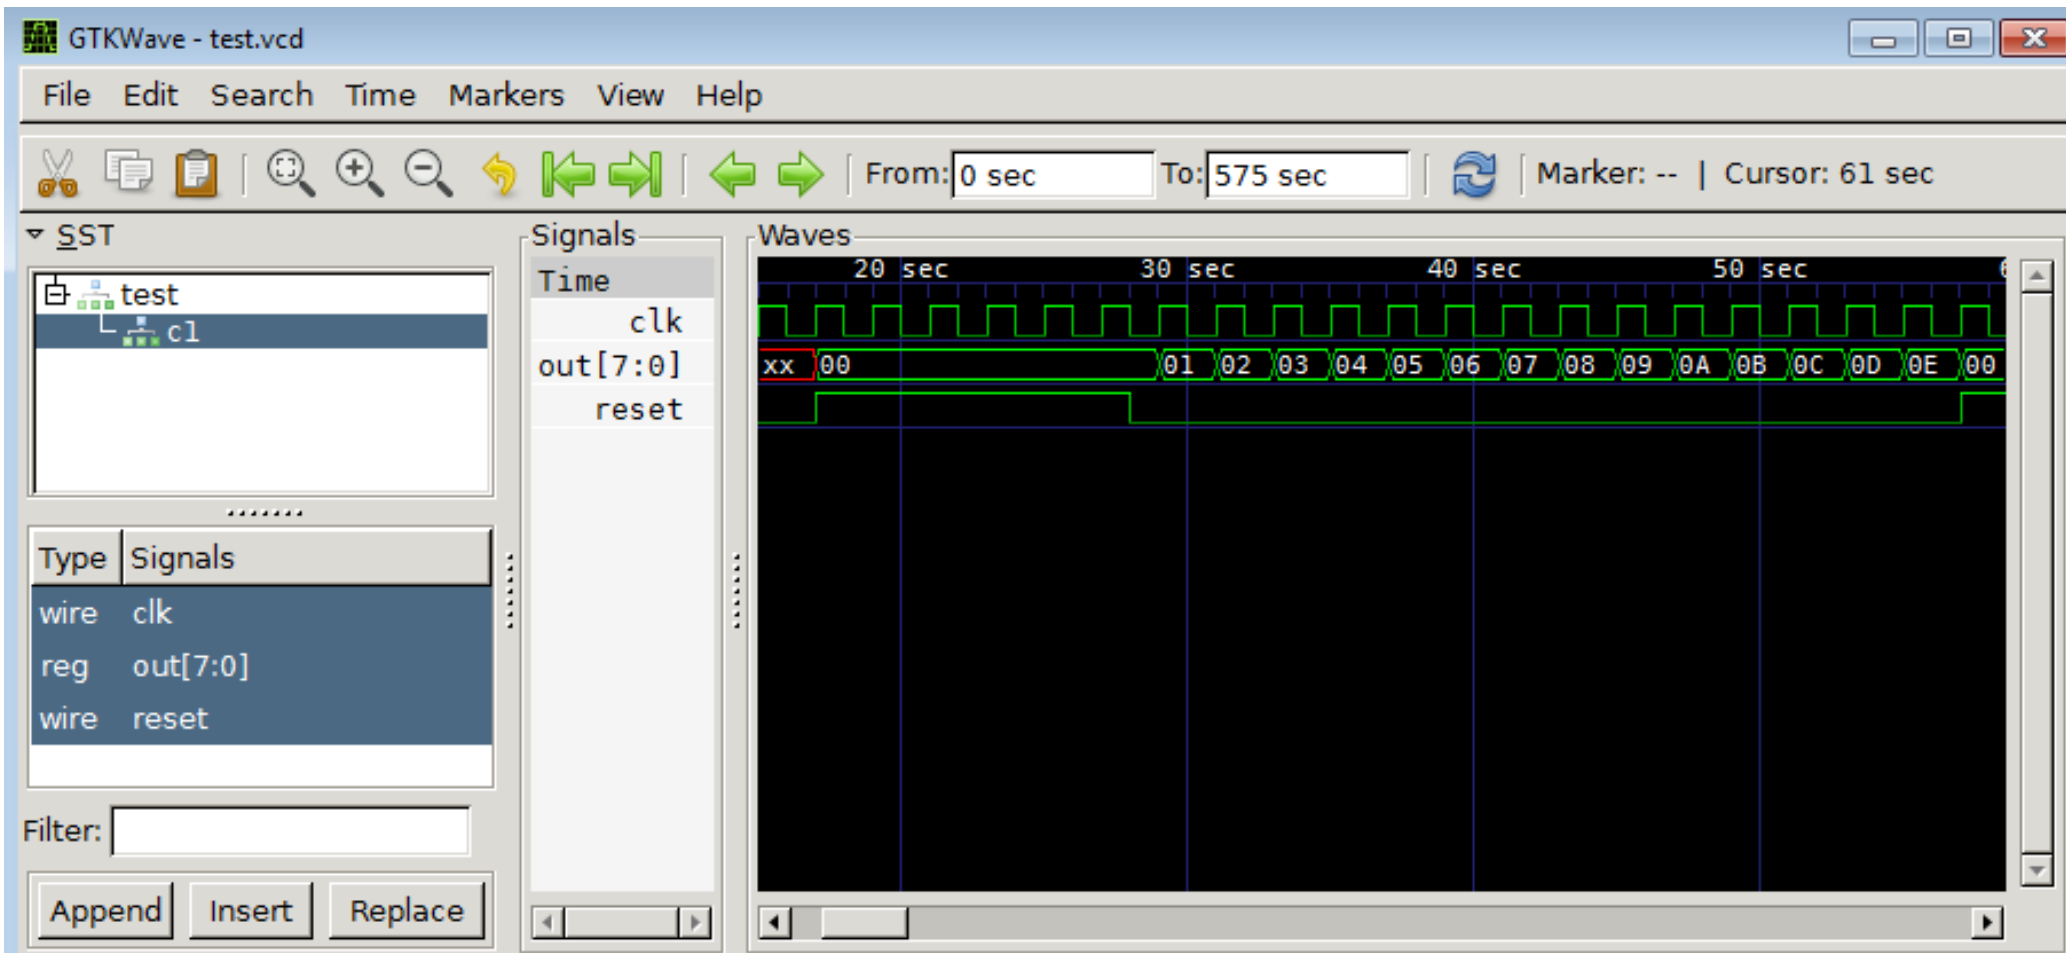 GTKWave - test.vcd
File Edit Search Time Markers View Help
From: 0 sec To: 575 sec Marker: -- | Cursor: 61 sec
SST
test
cl
Type Signals
wire clk
reg out[7:0]
wire reset
Filter:
Append Insert Replace
Signals
Time
clk
out[7:0]
reset
Waves
20 sec 30 sec 40 sec 50 sec
xx 00 01 02 03 04 05 06 07 08 09 0A 0B 0C 0D 0E 00